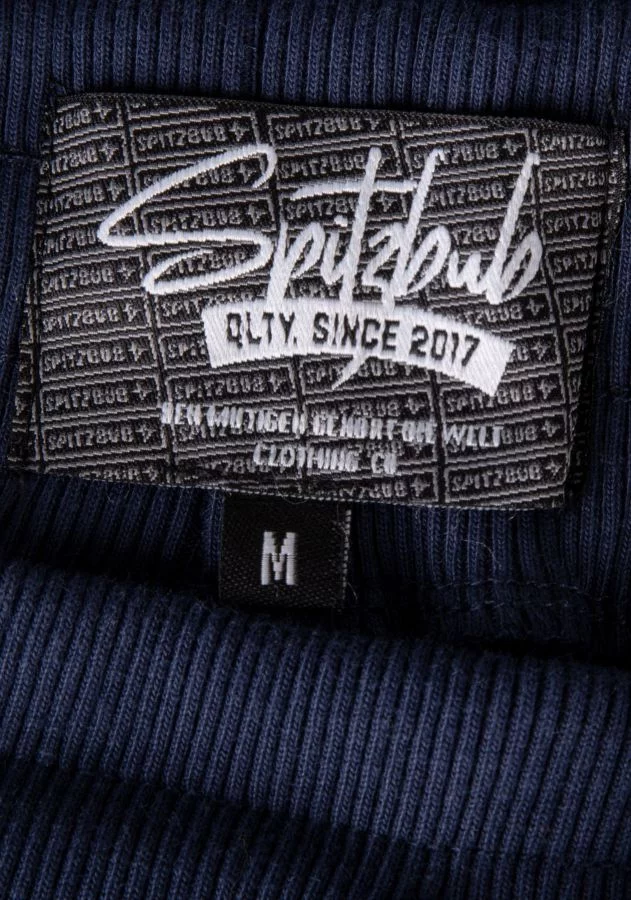 Spitzbub
QLTY. SINCE 2017
DEN MUTIGEN GEHÖRT DIE WELT
CLOTHING CO
M